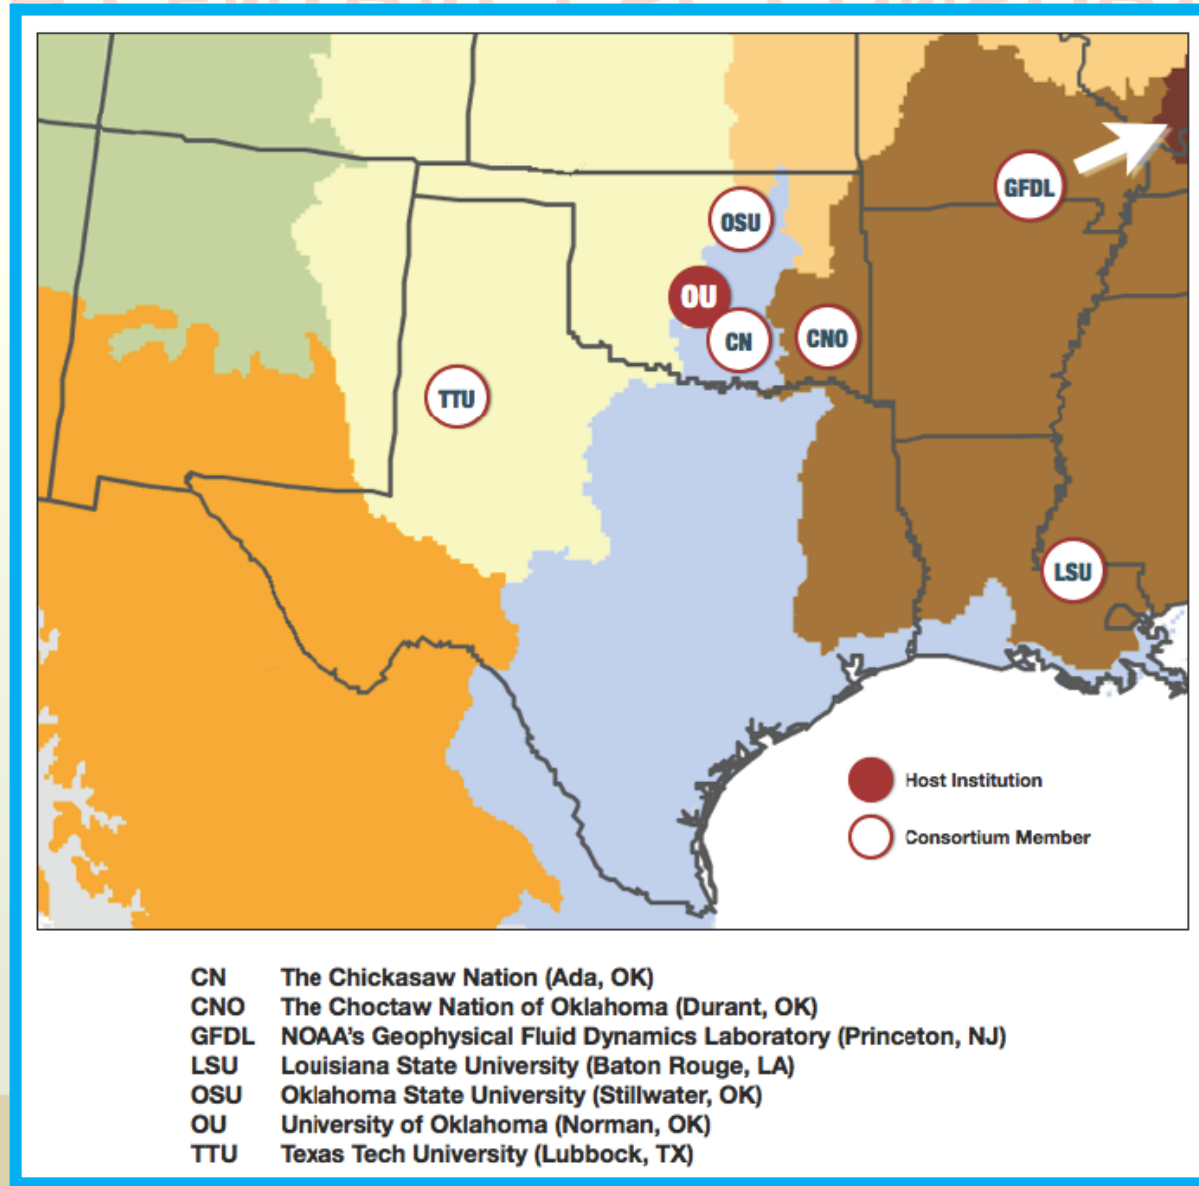 GFDL
OSU
OU
CN
CNO
TTU
LSU
Host Institution
Consortium Member
CN The Chickasaw Nation (Ada, OK)
CNO The Choctaw Nation of Oklahoma (Durant, OK)
GFDL NOAA's Geophysical Fluid Dynamics Laboratory (Princeton, NJ)
LSU Louisiana State University (Baton Rouge, LA)
OSU Oklahoma State University (Stillwater, OK)
OU University of Oklahoma (Norman, OK)
TTU Texas Tech University (Lubbock, TX)